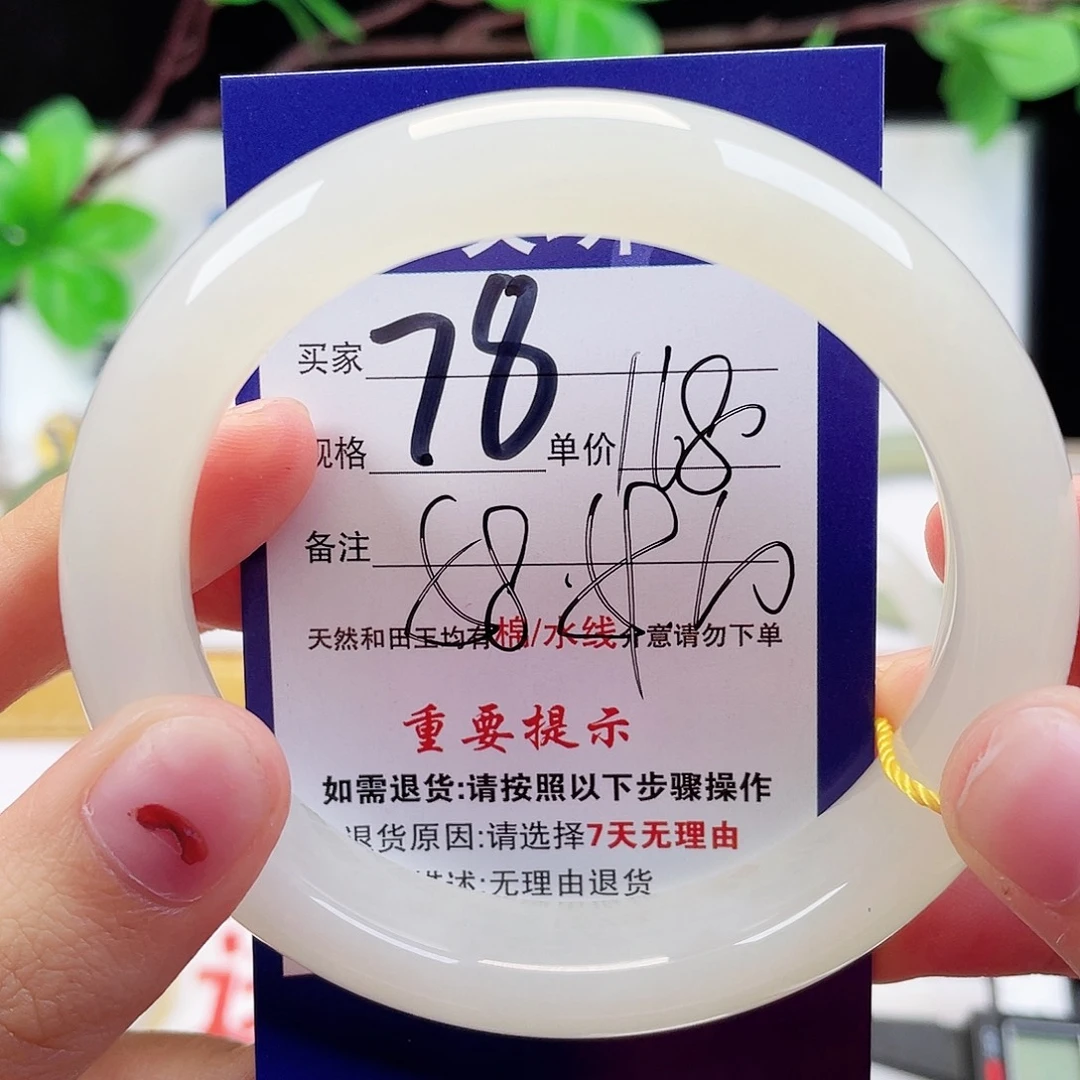 买家
78
规格 单价 118
备注
天然和田玉均有棉/水线介意请勿下单
重要提示
如需退货:请按照以下步骤操作
退货原因:请选择7天无理由
描述:无理由退货